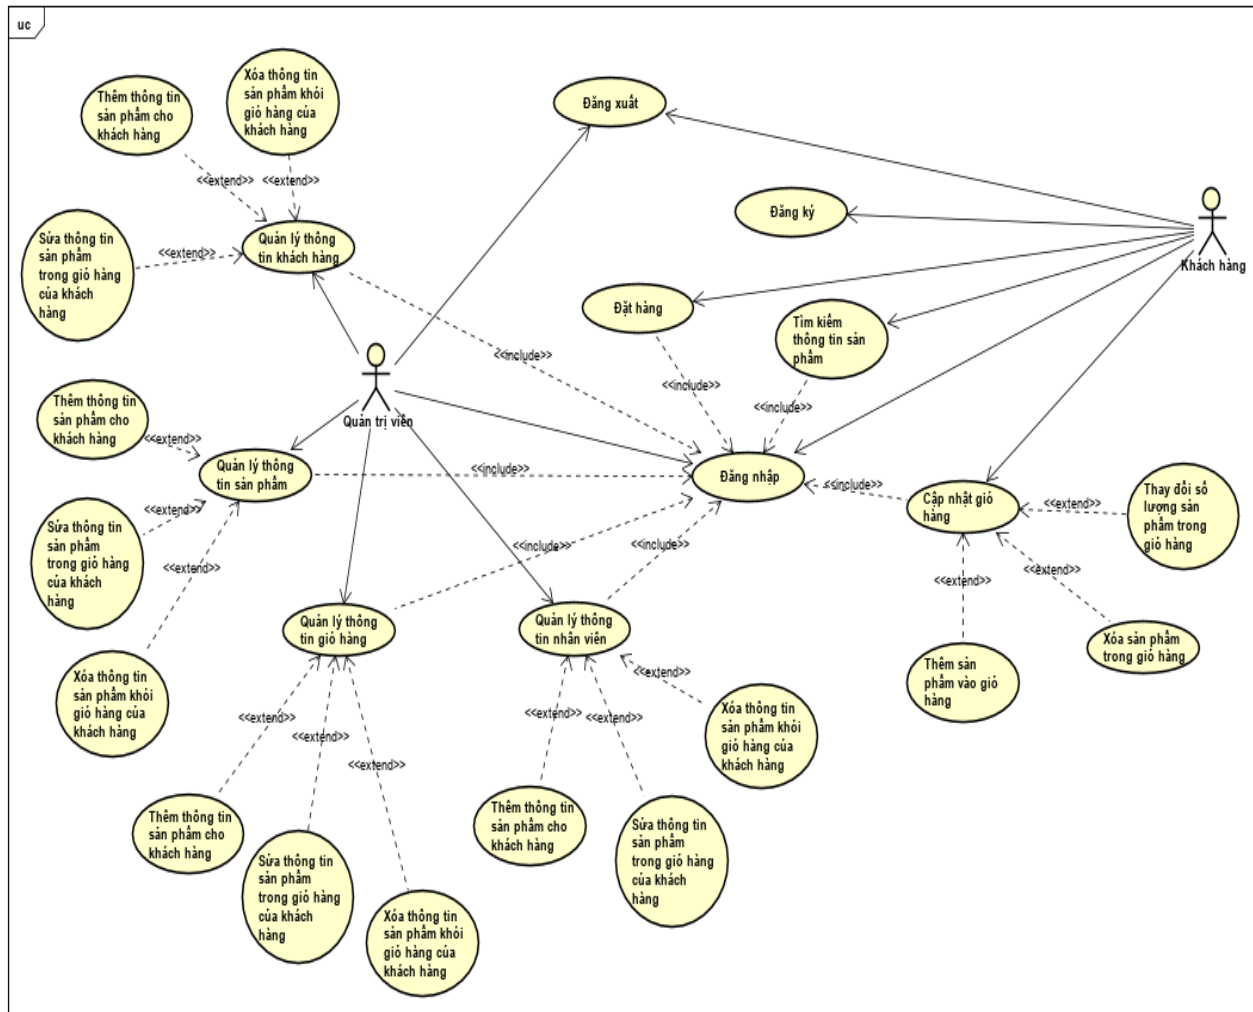 uc
Xóa thông tin
sản phẩm khỏi
giỏ hàng của
khách hàng
Thêm thông tin
sản phẩm cho
khách hàng
Đăng xuất
<<extend>>
<<extend>>
Đăng ký
Sửa thông tin
sản phẩm
trong giỏ hàng
của khách
hàng
<<extend>>
Quản lý thông
tin khách hàng
Khách hàng
Đặt hàng
Tìm kiếm
thông tin sản
phẩm
<<include>>
<<include>>
<<include>>
Quản trị viên
Thêm thông tin
sản phẩm cho
khách hàng
<<extend>>
Quản lý thông
tin sản phẩm
<<include>>
Đăng nhập
<<include>>
Cập nhật giỏ
hàng
<<extend>>
Thay đổi số
lượng sản
phẩm trong
giỏ hàng
Sửa thông tin
sản phẩm
trong giỏ hàng
của khách
hàng
<<extend>>
<<extend>>
<<include>>
<<include>>
<<extend>>
<<extend>>
Quản lý thông
tin giỏ hàng
Quản lý thông
tin nhân viên
Xóa sản phẩm
trong giỏ hàng
Thêm sản
phẩm vào giỏ
hàng
Xóa thông tin
sản phẩm khỏi
giỏ hàng của
khách hàng
<<extend>>
<<extend>>
<<extend>>
<<extend>>
<<extend>>
<<extend>>
Xóa thông tin
sản phẩm khỏi
giỏ hàng của
khách hàng
Thêm thông tin
sản phẩm cho
khách hàng
Sửa thông tin
sản phẩm
trong giỏ hàng
của khách
hàng
Xóa thông tin
sản phẩm khỏi
giỏ hàng của
khách hàng
Thêm thông tin
sản phẩm cho
khách hàng
Sửa thông tin
sản phẩm
trong giỏ hàng
của khách
hàng